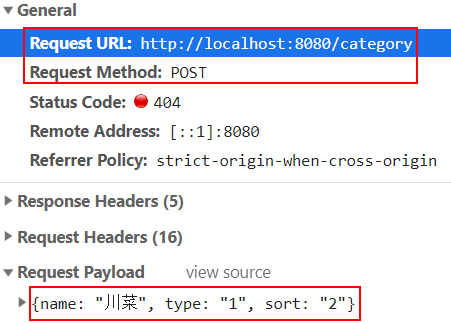 General
Request URL: http://localhost:8080/category
Request Method: POST
Status Code: 404
Remote Address: [::1]:8080
Referrer Policy: strict-origin-when-cross-origin
Response Headers (5)
Request Headers (16)
Request Payload view source
{name: "川菜", type: "1", sort: "2"}